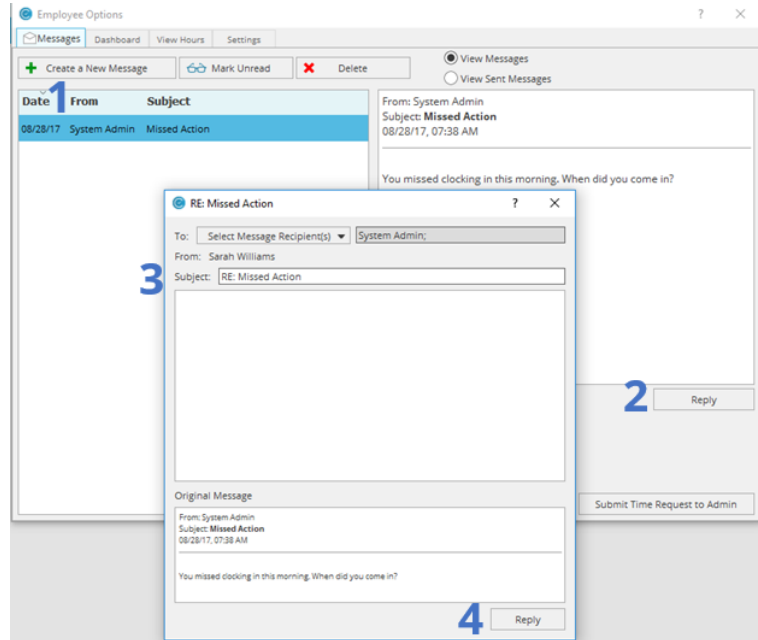 Employee Options
? ×
Messages Dashboard View Hours Settings
Create a New Message Mark Unread Delete
View Messages
View Sent Messages
1
Date From Subject
08/28/17 System Admin Missed Action
From: System Admin
Subject: Missed Action
08/28/17, 07:38 AM
You missed clocking in this morning. When did you come in?
RE: Missed Action ? ×
To: Select Message Recipient(s) System Admin;
From: Sarah Williams
3
Subject: RE: Missed Action
2 Reply
Submit Time Request to Admin
Original Message
From: System Admin
Subject: Missed Action
08/28/17, 07:38 AM
You missed clocking in this morning. When did you come in?
4 Reply